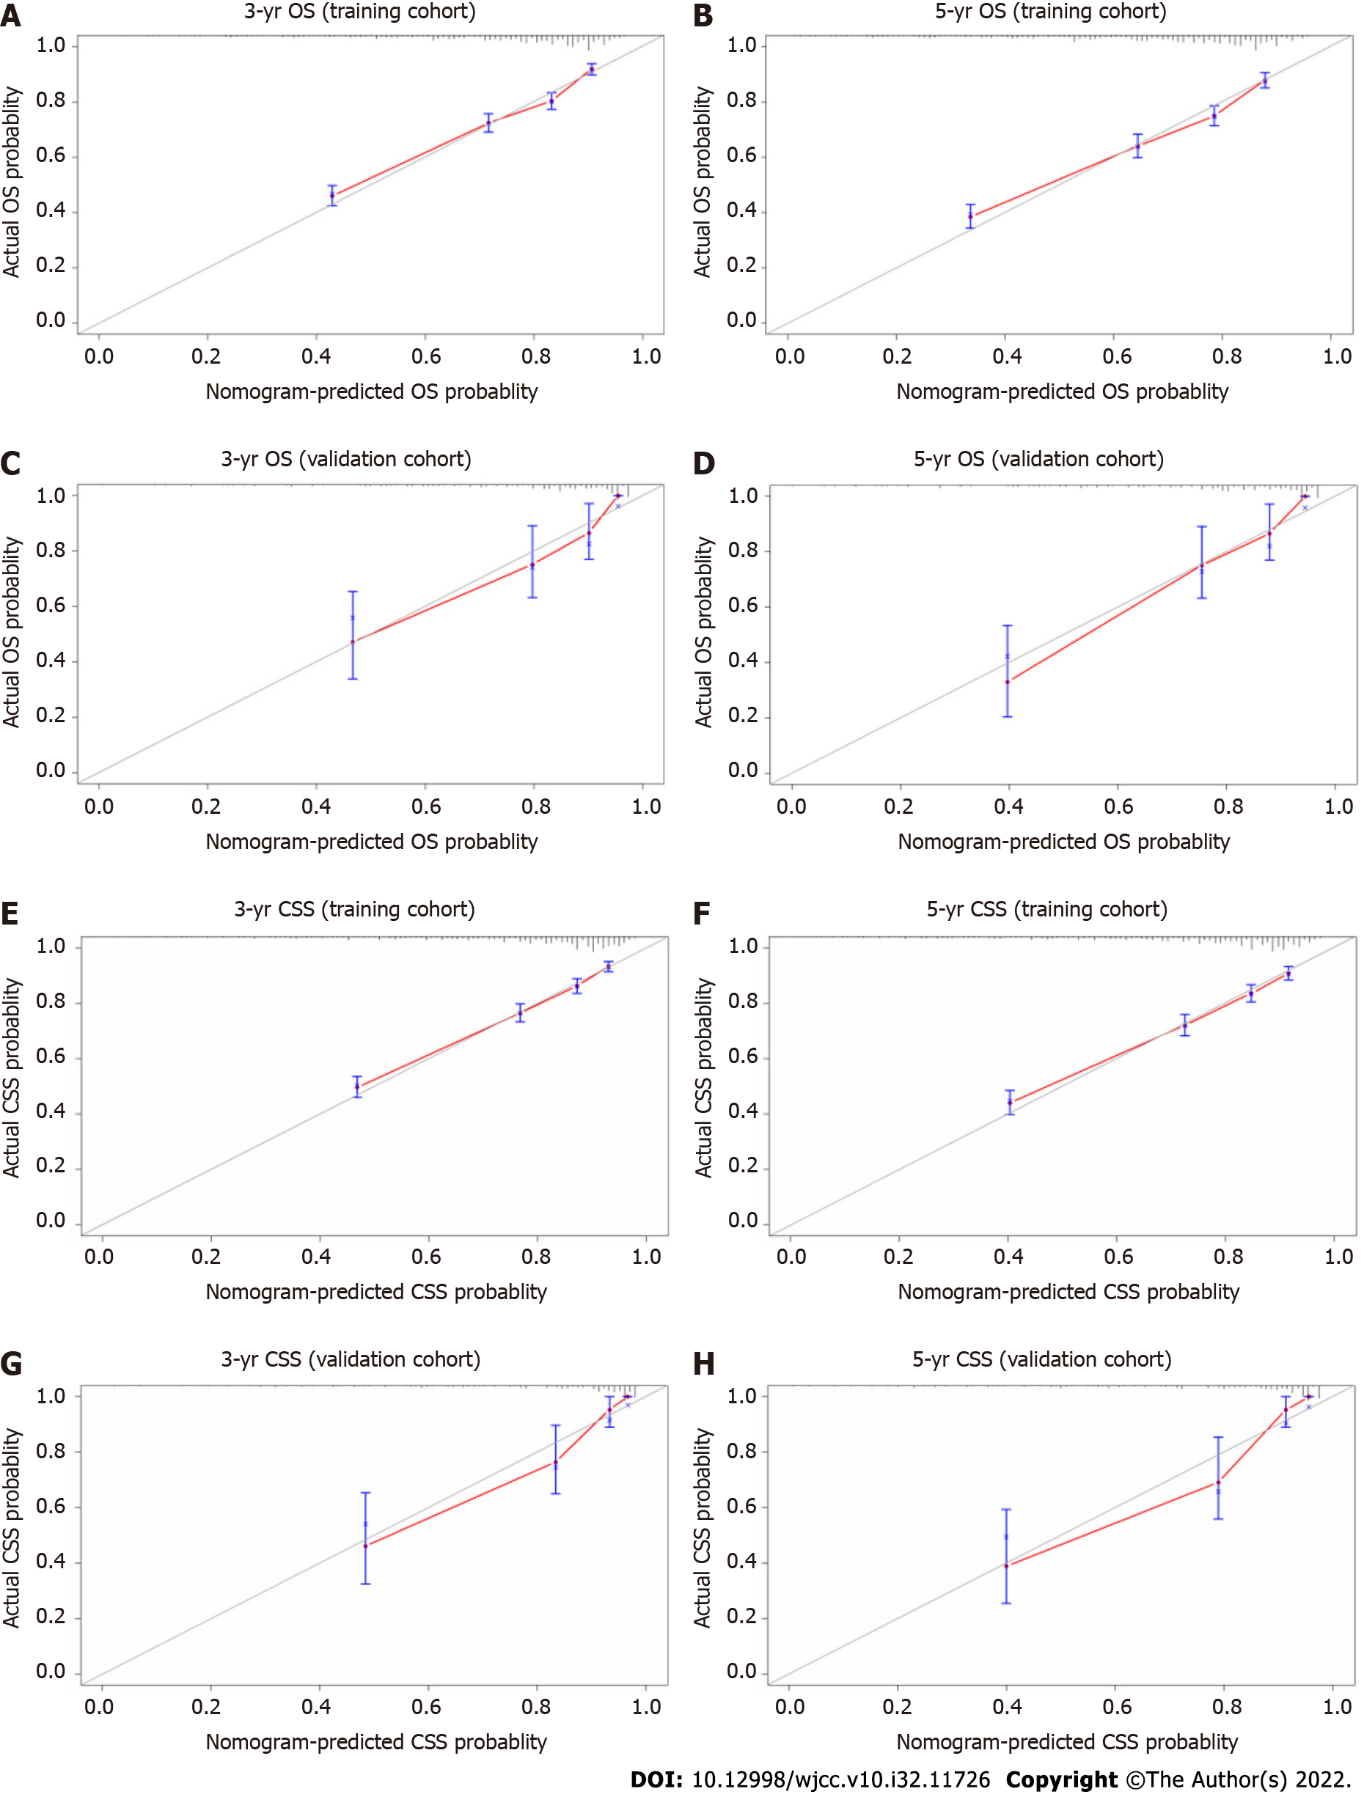 A 3-yr OS (training cohort)
1.0
0.8
0.6
0.4
0.2
0.0
Actual OS probablity
0.0 0.2 0.4 0.6 0.8 1.0
Nomogram-predicted OS probablity
B 5-yr OS (training cohort)
1.0
0.8
0.6
0.4
0.2
0.0
Actual OS probablity
0.0 0.2 0.4 0.6 0.8 1.0
Nomogram-predicted OS probablity
C 3-yr OS (validation cohort)
1.0
0.8
0.6
0.4
0.2
0.0
Actual OS probablity
0.0 0.2 0.4 0.6 0.8 1.0
Nomogram-predicted OS probablity
D 5-yr OS (validation cohort)
1.0
0.8
0.6
0.4
0.2
0.0
Actual OS probablity
0.0 0.2 0.4 0.6 0.8 1.0
Nomogram-predicted OS probablity
E 3-yr CSS (training cohort)
1.0
0.8
0.6
0.4
0.2
0.0
Actual CSS probablity
0.0 0.2 0.4 0.6 0.8 1.0
Nomogram-predicted CSS probablity
F 5-yr CSS (training cohort)
1.0
0.8
0.6
0.4
0.2
0.0
Actual CSS probablity
0.0 0.2 0.4 0.6 0.8 1.0
Nomogram-predicted CSS probablity
G 3-yr CSS (validation cohort)
1.0
0.8
0.6
0.4
0.2
0.0
Actual CSS probablity
0.0 0.2 0.4 0.6 0.8 1.0
Nomogram-predicted CSS probablity
H 5-yr CSS (validation cohort)
1.0
0.8
0.6
0.4
0.2
0.0
Actual CSS probablity
0.0 0.2 0.4 0.6 0.8 1.0
Nomogram-predicted CSS probablity
DOI: 10.12998/wjcc.v10.i32.11726 Copyright ©The Author(s) 2022.